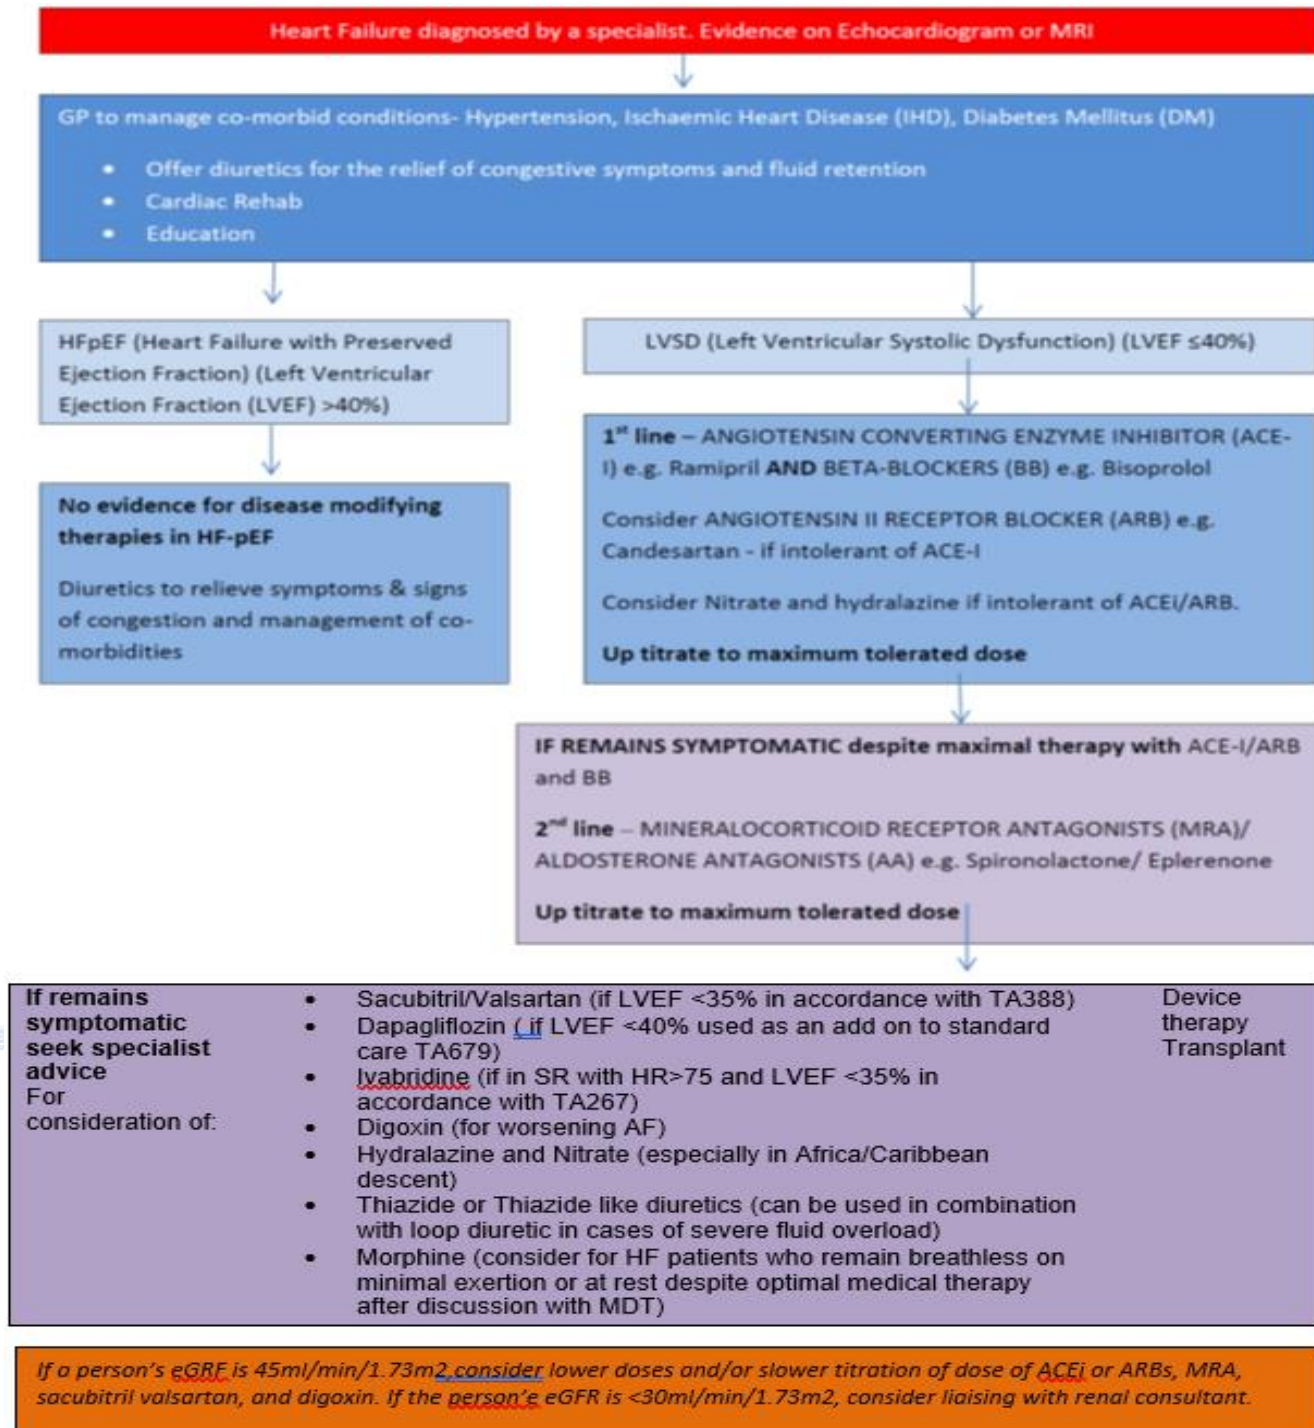 Heart Failure diagnosed by a specialist. Evidence on Echocardiogram or MRI
GP to manage co-morbid conditions- Hypertension, Ischaemic Heart Disease (IHD), Diabetes Mellitus (DM)
• Offer diuretics for the relief of congestive symptoms and fluid retention
• Cardiac Rehab
• Education
HFpEF (Heart Failure with Preserved
Ejection Fraction) (Left Ventricular
Ejection Fraction (LVEF) >40%)
No evidence for disease modifying
therapies in HF-pEF
Diuretics to relieve symptoms & signs
of congestion and management of co-
morbidities
LVSD (Left Ventricular Systolic Dysfunction) (LVEF ≤40%)
1st line – ANGIOTENSIN CONVERTING ENZYME INHIBITOR (ACE-
I) e.g. Ramipril AND BETA-BLOCKERS (BB) e.g. Bisoprolol
Consider ANGIOTENSIN II RECEPTOR BLOCKER (ARB) e.g.
Candesartan - if intolerant of ACE-I
Consider Nitrate and hydralazine if intolerant of ACEi/ARB.
Up titrate to maximum tolerated dose
IF REMAINS SYMPTOMATIC despite maximal therapy with ACE-I/ARB
and BB
2nd line – MINERALOCORTICOID RECEPTOR ANTAGONISTS (MRA)/
ALDOSTERONE ANTAGONISTS (AA) e.g. Spironolactone/ Eplerenone
Up titrate to maximum tolerated dose
If remains
symptomatic
seek specialist
advice
For
consideration of:
• Sacubitril/Valsartan (if LVEF <35% in accordance with TA388)
• Dapagliflozin ( if LVEF <40% used as an add on to standard
care TA679)
• Ivabridine (if in SR with HR>75 and LVEF <35% in
accordance with TA267)
• Digoxin (for worsening AF)
• Hydralazine and Nitrate (especially in Africa/Caribbean
descent)
• Thiazide or Thiazide like diuretics (can be used in combination
with loop diuretic in cases of severe fluid overload)
• Morphine (consider for HF patients who remain breathless on
minimal exertion or at rest despite optimal medical therapy
after discussion with MDT)
Device
therapy
Transplant
If a person's eGRF is 45ml/min/1.73m2,consider lower doses and/or slower titration of dose of ACEi or ARBs, MRA,
sacubitril valsartan, and digoxin. If the person'e eGFR is <30ml/min/1.73m2, consider liaising with renal consultant.